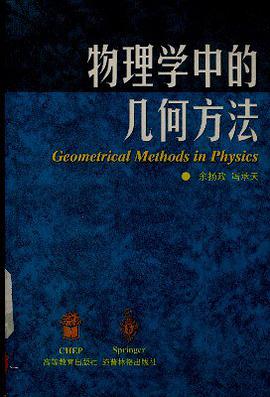 物理学中的
几何方法
Geometrical Methods in Physics
余扬政 冯承天
CHEP Springer
高等教育出版社 施普林格出版社